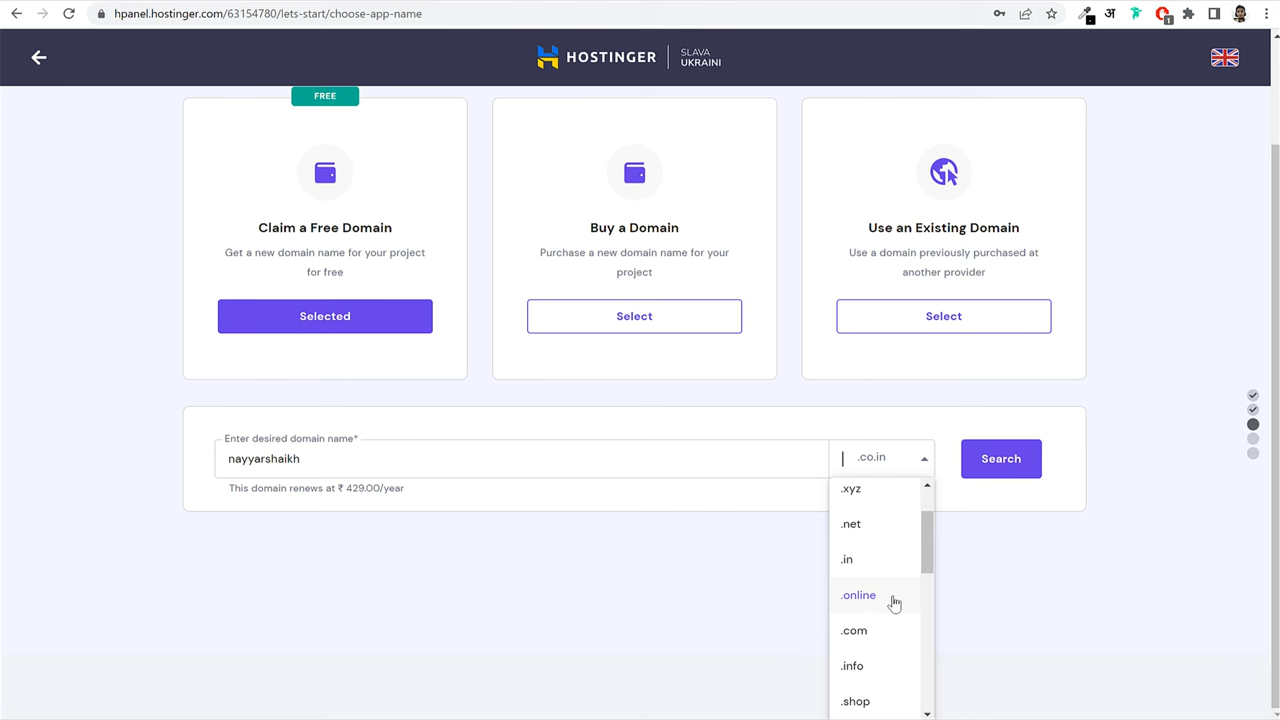 hpanel.hostinger.com/63154780/lets-start/choose-app-name
अ
1
HOSTINGER
SLAVA
UKRAINI
FREE
Claim a Free Domain
Get a new domain name for your project
for free
Selected
Buy a Domain
Purchase a new domain name for your
project
Select
Use an Existing Domain
Use a domain previously purchased at
another provider
Select
Enter desired domain name*
nayyarshaikh
.co.in
Search
This domain renews at ₹ 429.00/year
.xyz
.net
.in
.online
.com
.info
.shop